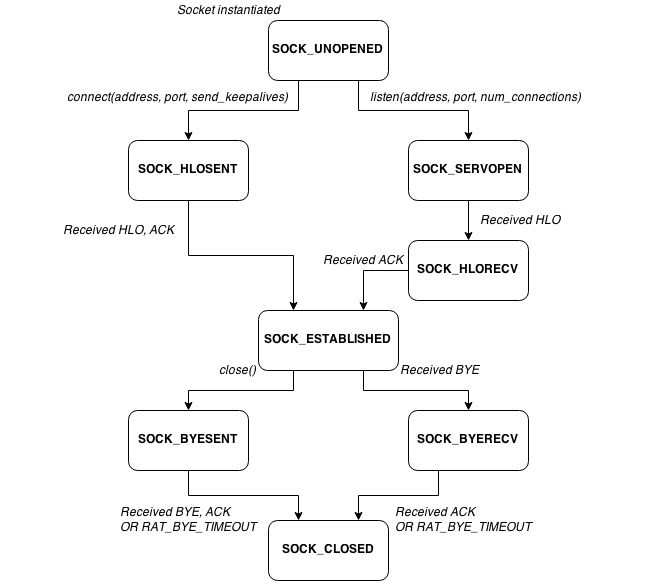 Socket instantiated
SOCK_UNOPENED
connect(address, port, send_keepalives)
listen(address, port, num_connections)
SOCK_HLOSENT
SOCK_SERVOPEN
Received HLO, ACK
Received HLO
Received ACK
SOCK_HLORECV
SOCK_ESTABLISHED
close()
Received BYE
SOCK_BYESENT
SOCK_BYERECV
Received BYE, ACK
OR RAT_BYE_TIMEOUT
Received ACK
OR RAT_BYE_TIMEOUT
SOCK_CLOSED